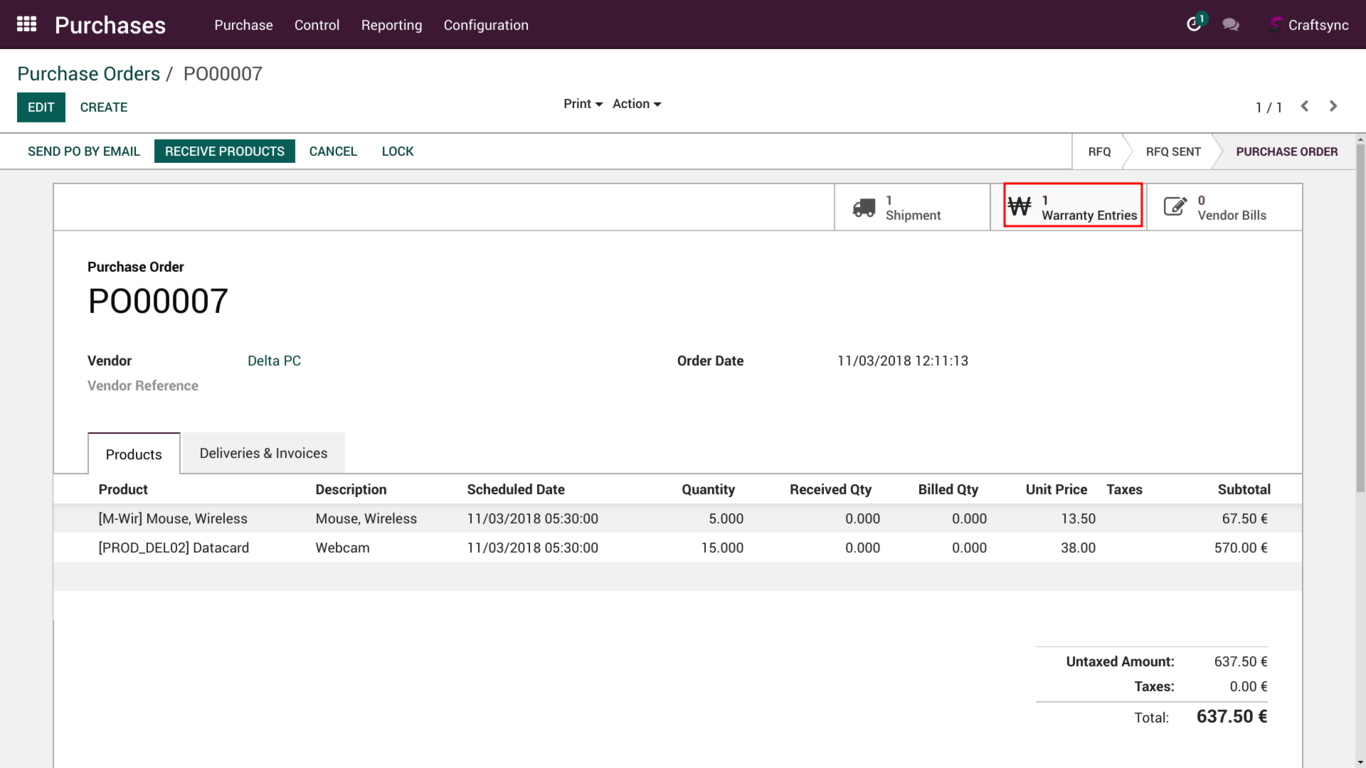 Purchases Purchase Control Reporting Configuration 1 Craftsync
Purchase Orders / PO00007
EDIT CREATE Print Action 1 / 1
SEND PO BY EMAIL RECEIVE PRODUCTS CANCEL LOCK RFQ RFQ SENT PURCHASE ORDER
1 Shipment
1 Warranty Entries
0 Vendor Bills
Purchase Order
PO00007
Vendor Delta PC Order Date 11/03/2018 12:11:13
Vendor Reference
Products Deliveries & Invoices
Product Description Scheduled Date Quantity Received Qty Billed Qty Unit Price Taxes Subtotal
[M-Wir] Mouse, Wireless Mouse, Wireless 11/03/2018 05:30:00 5.000 0.000 0.000 13.50 67.50 €
[PROD_DEL02] Datacard Webcam 11/03/2018 05:30:00 15.000 0.000 0.000 38.00 570.00 €
Untaxed Amount: 637.50 €
Taxes: 0.00 €
Total: 637.50 €